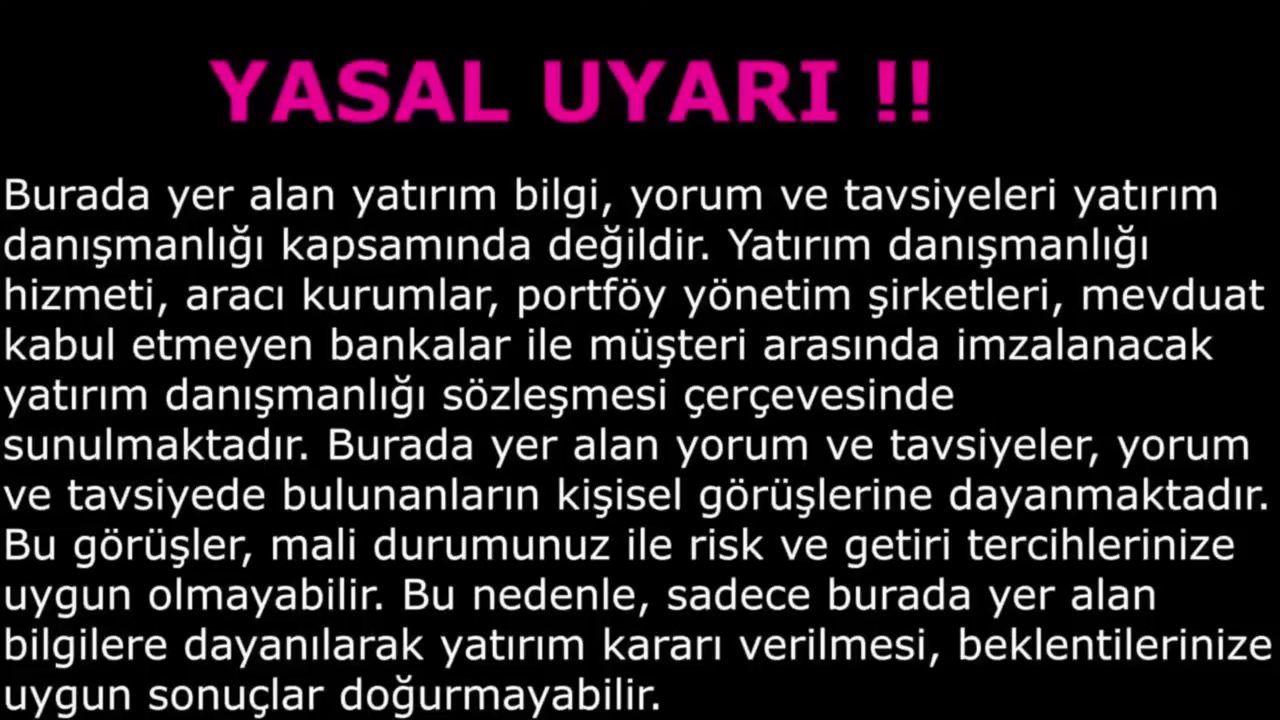 YASAL UYARI !!
Burada yer alan yatırım bilgi, yorum ve tavsiyeleri yatırım
danışmanlığı kapsamında değildir. Yatırım danışmanlığı
hizmeti, aracı kurumlar, portföy yönetim şirketleri, mevduat
kabul etmeyen bankalar ile müşteri arasında imzalanacak
yatırım danışmanlığı sözleşmesi çerçevesinde
sunulmaktadır. Burada yer alan yorum ve tavsiyeler, yorum
ve tavsiyede bulunanların kişisel görüşlerine dayanmaktadır.
Bu görüşler, mali durumunuz ile risk ve getiri tercihlerinize
uygun olmayabilir. Bu nedenle, sadece burada yer alan
bilgilere dayanılarak yatırım kararı verilmesi, beklentilerinize
uygun sonuçlar doğurmayabilir.